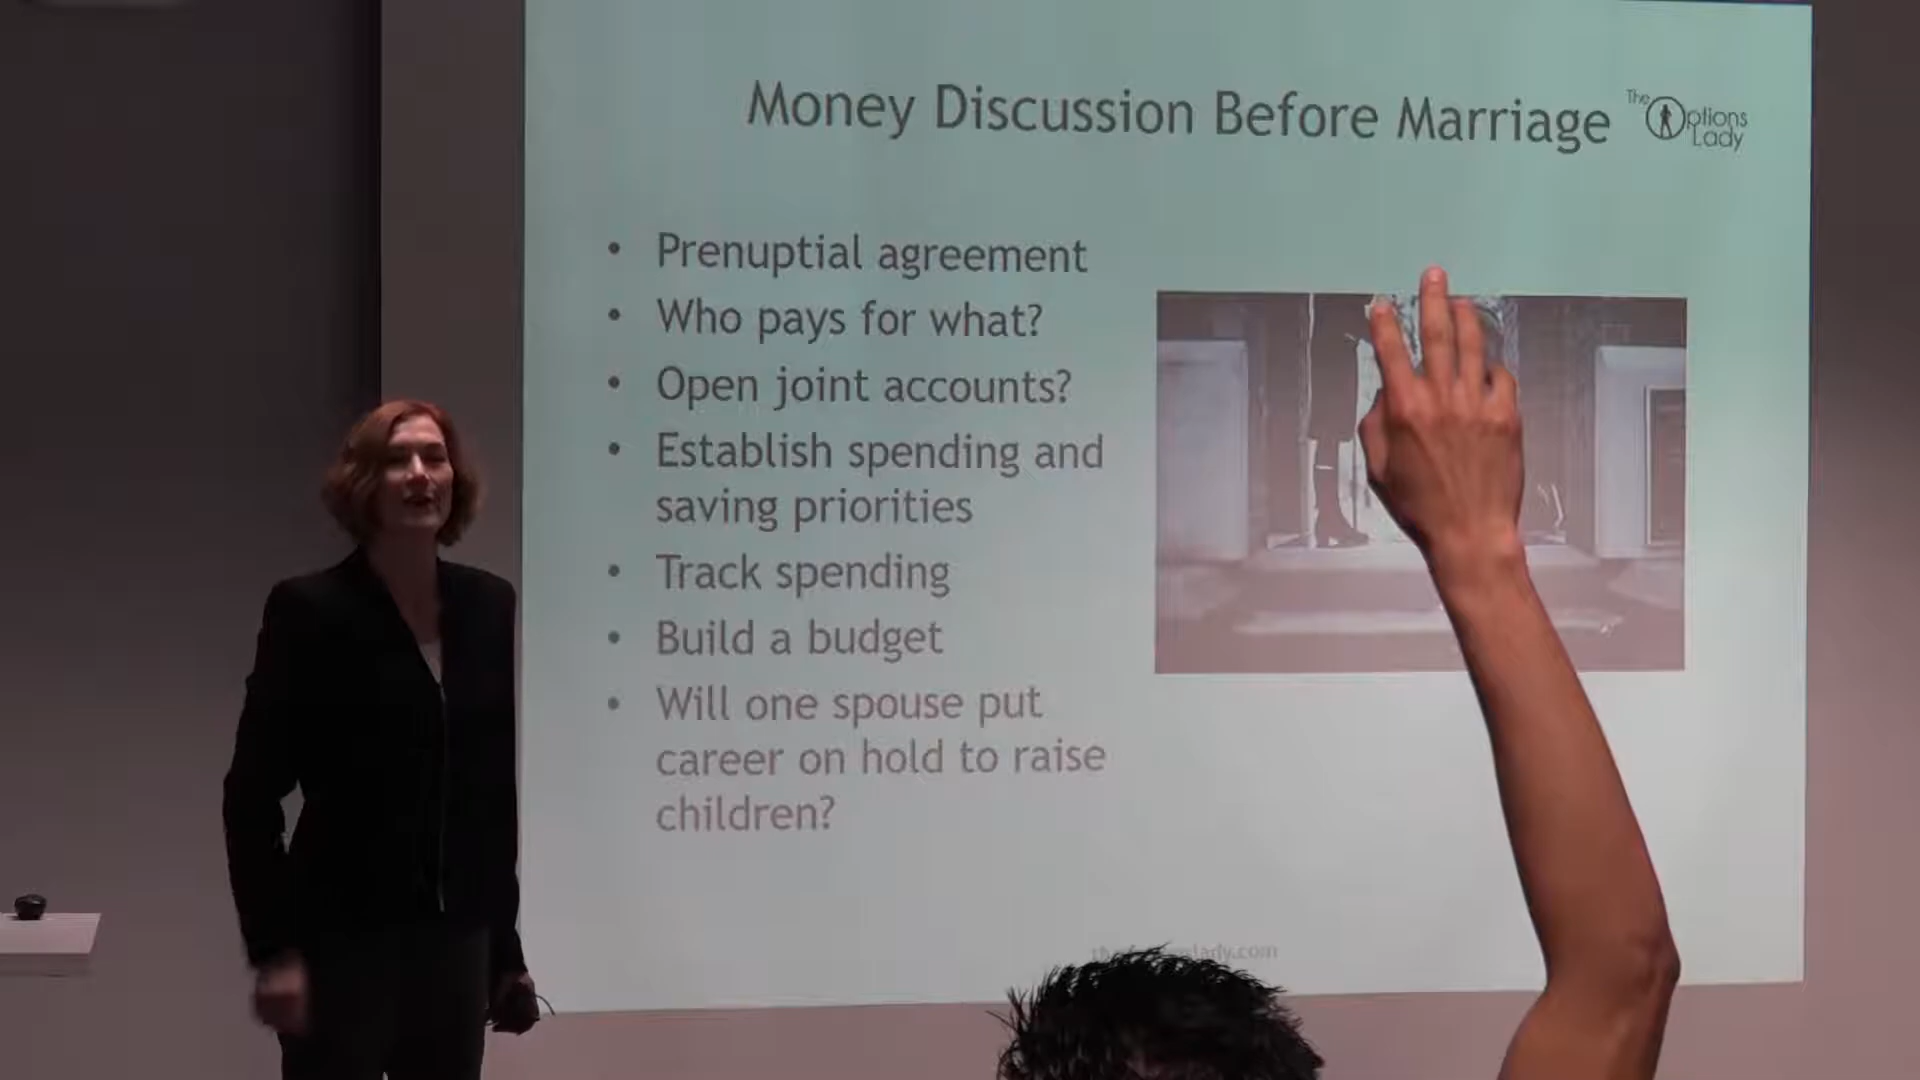 Money Discussion Before Marriage
The Options
Lady
• Prenuptial agreement
• Who pays for what?
• Open joint accounts?
• Establish spending and
saving priorities
• Track spending
• Build a budget
• Will one spouse put
career on hold to raise
children?